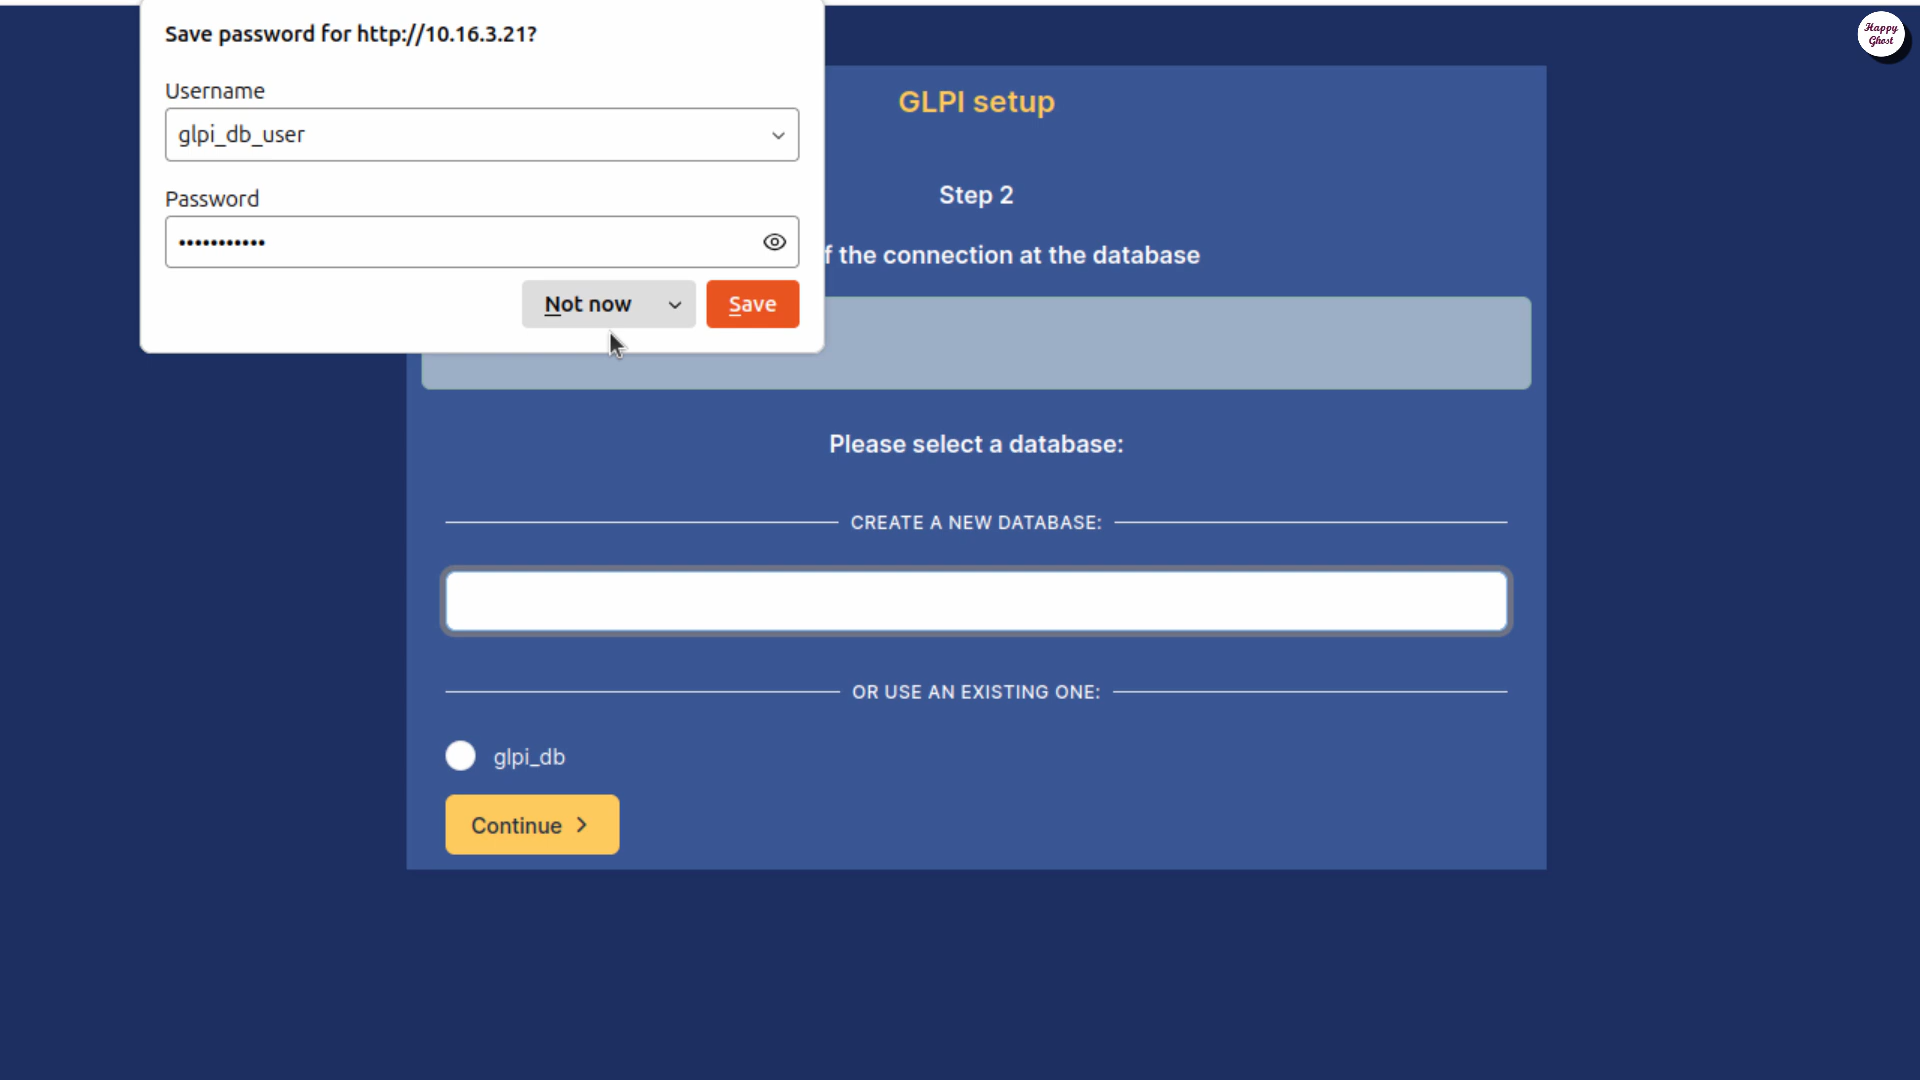 Save password for http://10.16.3.21?
Username
glpi_db_user
Password
•••••••••••
Not now
Save
Happy
Ghost
GLPI setup
Step 2
f the connection at the database
Please select a database:
CREATE A NEW DATABASE:
OR USE AN EXISTING ONE:
glpi_db
Continue